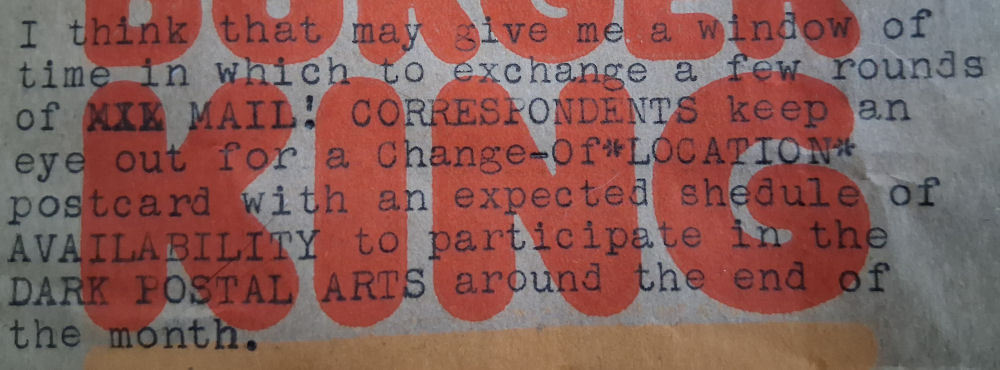 BURGER
KING
I think that may give me a window of
time in which to exchange a few rounds
of MAIL! CORRESPONDENTS keep an
eye out for a Change-Of*LOCATION*
postcard with an expected shedule of
AVAILABILITY to participate in the
DARK POSTAL ARTS around the end of
the month.